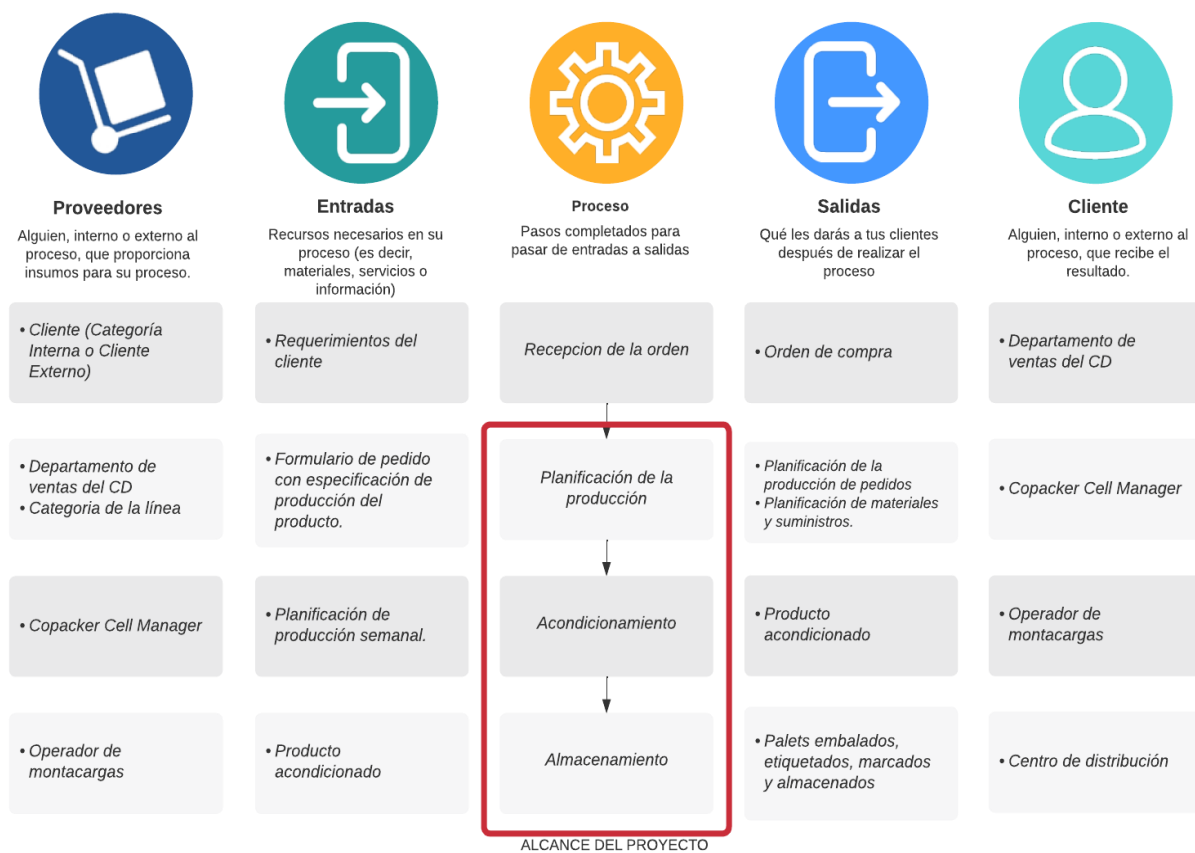 Proveedores
Alguien, interno o externo al
proceso, que proporciona
insumos para su proceso.
Entradas
Recursos necesarios en su
proceso (es decir,
materiales, servicios o
información)
Proceso
Pasos completados para
pasar de entradas a salidas
Salidas
Qué les darás a tus clientes
después de realizar el
proceso
Cliente
Alguien, interno o externo al
proceso, que recibe el
resultado.
• Cliente (Categoría
Interna o Cliente
Externo)
• Requerimientos del
cliente
Recepcion de la orden
• Orden de compra
• Departamento de
ventas del CD
• Departamento de
ventas del CD
• Categoria de la línea
• Formulario de pedido
con especificación de
producción del
producto.
Planificación de la
producción
• Planificación de la
producción de pedidos
• Planificación de materiales
y suministros.
• Copacker Cell Manager
• Copacker Cell Manager
• Planificación de
producción semanal.
Acondicionamiento
• Producto
acondicionado
• Operador de
montacargas
• Operador de
montacargas
• Producto
acondicionado
Almacenamiento
• Palets embalados,
etiquetados, marcados
y almacenados
• Centro de distribución
ALCANCE DEL PROYECTO